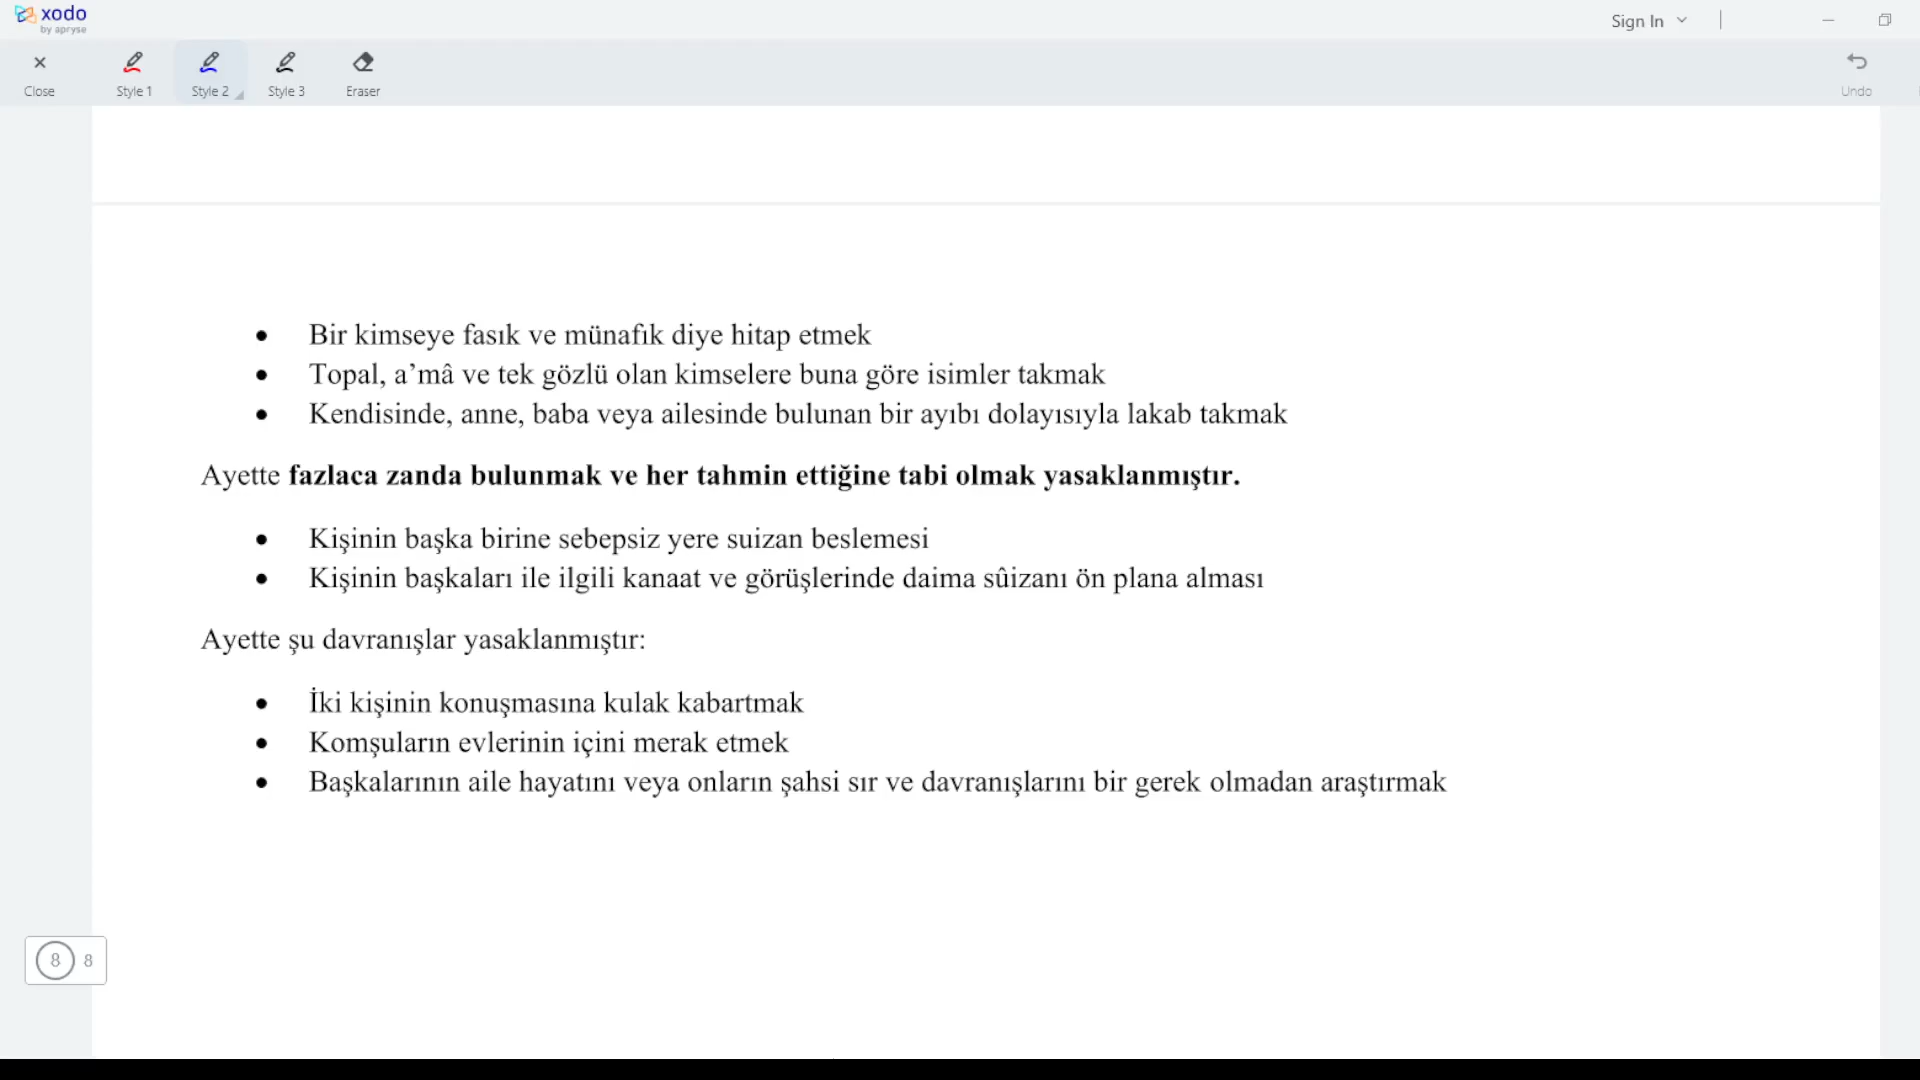 xodo
by apryse
Sign In
Close
Style 1
Style 2
Style 3
Eraser
Undo
• Bir kimseye fasık ve münafık diye hitap etmek
• Topal, a’mâ ve tek gözlü olan kimselere buna göre isimler takmak
• Kendisinde, anne, baba veya ailesinde bulunan bir ayıbı dolayısıyla lakab takmak
Ayette fazlaca zanda bulunmak ve her tahmin ettiğine tabi olmak yasaklanmıştır.
• Kişinin başka birine sebepsiz yere suizan beslemesi
• Kişinin başkaları ile ilgili kanaat ve görüşlerinde daima sûizanı ön plana alması
Ayette şu davranışlar yasaklanmıştır:
• İki kişinin konuşmasına kulak kabartmak
• Komşuların evlerinin içini merak etmek
• Başkalarının aile hayatını veya onların şahsi sır ve davranışlarını bir gerek olmadan araştırmak
8 8